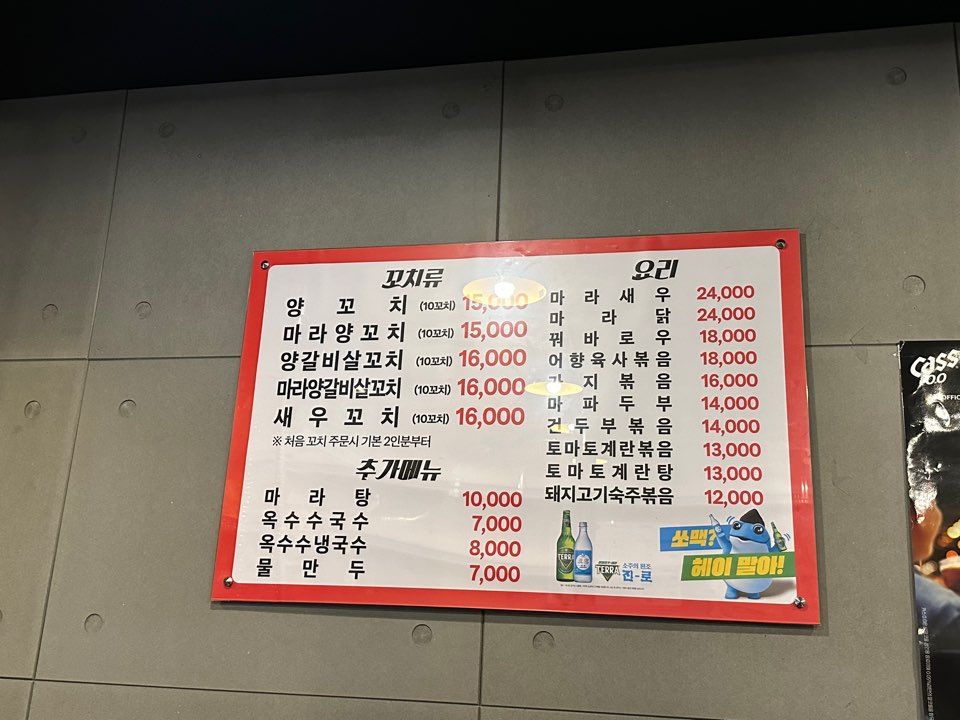 꼬치류
양꼬치 (10꼬치) 15,000
마라양꼬치 (10꼬치) 15,000
양갈비살꼬치 (10꼬치) 16,000
마라양갈비살꼬치 (10꼬치) 16,000
새우꼬치 (10꼬치) 16,000
※ 처음 꼬치 주문시 기본 2인분부터
추가메뉴
마라탕 10,000
옥수수국수 7,000
옥수수냉국수 8,000
물만두 7,000
요리
마라새우 24,000
마라닭 24,000
꿔바로우 18,000
어향육사볶음 18,000
가지볶음 16,000
마파두부 14,000
건두부볶음 14,000
토마토계란볶음 13,000
토마토계란탕 13,000
돼지고기숙주볶음 12,000
TERRA
소주의 원조
진-로
쏘맥?
헤이 말아!
Cass
0.0